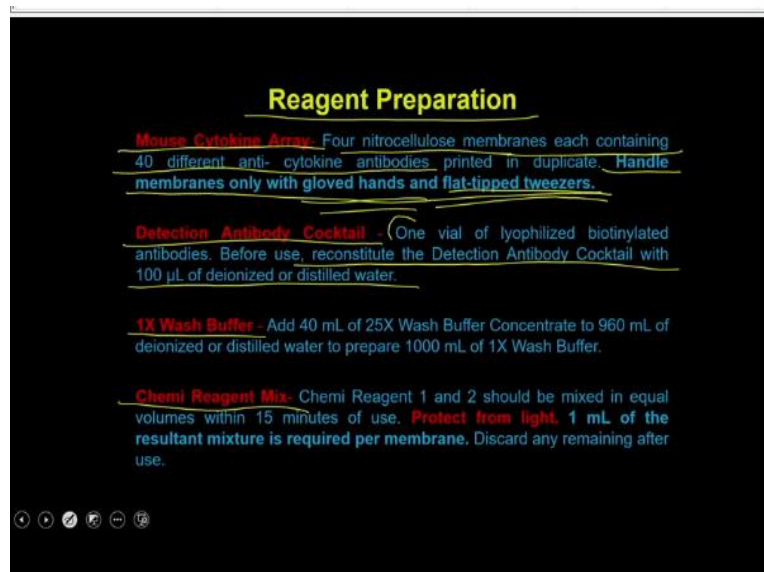 Reagent Preparation
Mouse Cytokine Array- Four nitrocellulose membranes each containing
40 different anti- cytokine antibodies printed in duplicate. Handle
membranes only with gloved hands and flat-tipped tweezers.
Detection Antibody Cocktail - One vial of lyophilized biotinylated
antibodies. Before use, reconstitute the Detection Antibody Cocktail with
100 µL of deionized or distilled water.
1X Wash Buffer - Add 40 mL of 25X Wash Buffer Concentrate to 960 mL of
deionized or distilled water to prepare 1000 mL of 1X Wash Buffer.
Chemi Reagent Mix- Chemi Reagent 1 and 2 should be mixed in equal
volumes within 15 minutes of use. Protect from light. 1 mL of the
resultant mixture is required per membrane. Discard any remaining after
use.